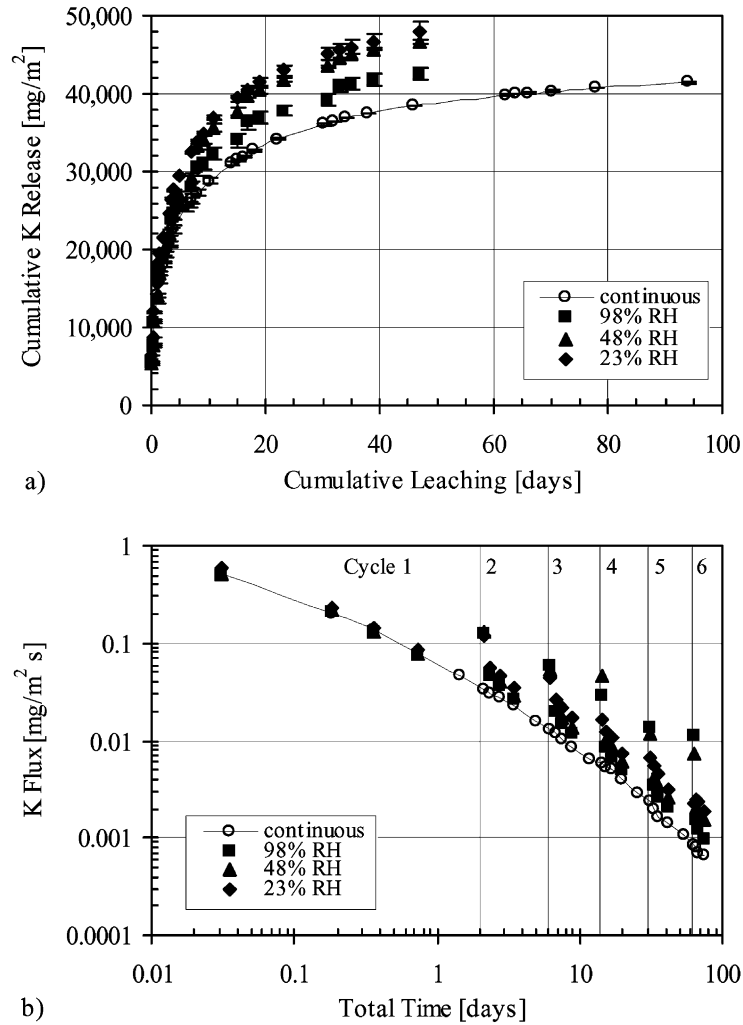 50,000
40,000
30,000
20,000
10,000
0
Cumulative K Release [mg/m²]
continuous
98% RH
48% RH
23% RH
0 20 40 60 80 100
a) Cumulative Leaching [days]
1
0.1
0.01
0.001
0.0001
K Flux [mg/m² s]
Cycle 1 2 3 4 5 6
continuous
98% RH
48% RH
23% RH
0.01 0.1 1 10 100
b) Total Time [days]